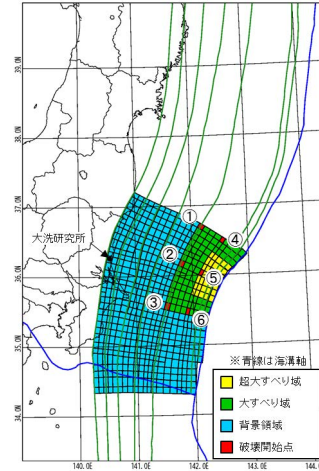 39.0N
38.0N
37.0N
①
④
大洗研究所
②
36.0N
⑤
③
⑥
35.0N
※青線は海溝軸
超大すべり域
大すべり域
背景領域
破壊開始点
34.0N
140.0E 141.0E 142.0E 143.0E 144.0